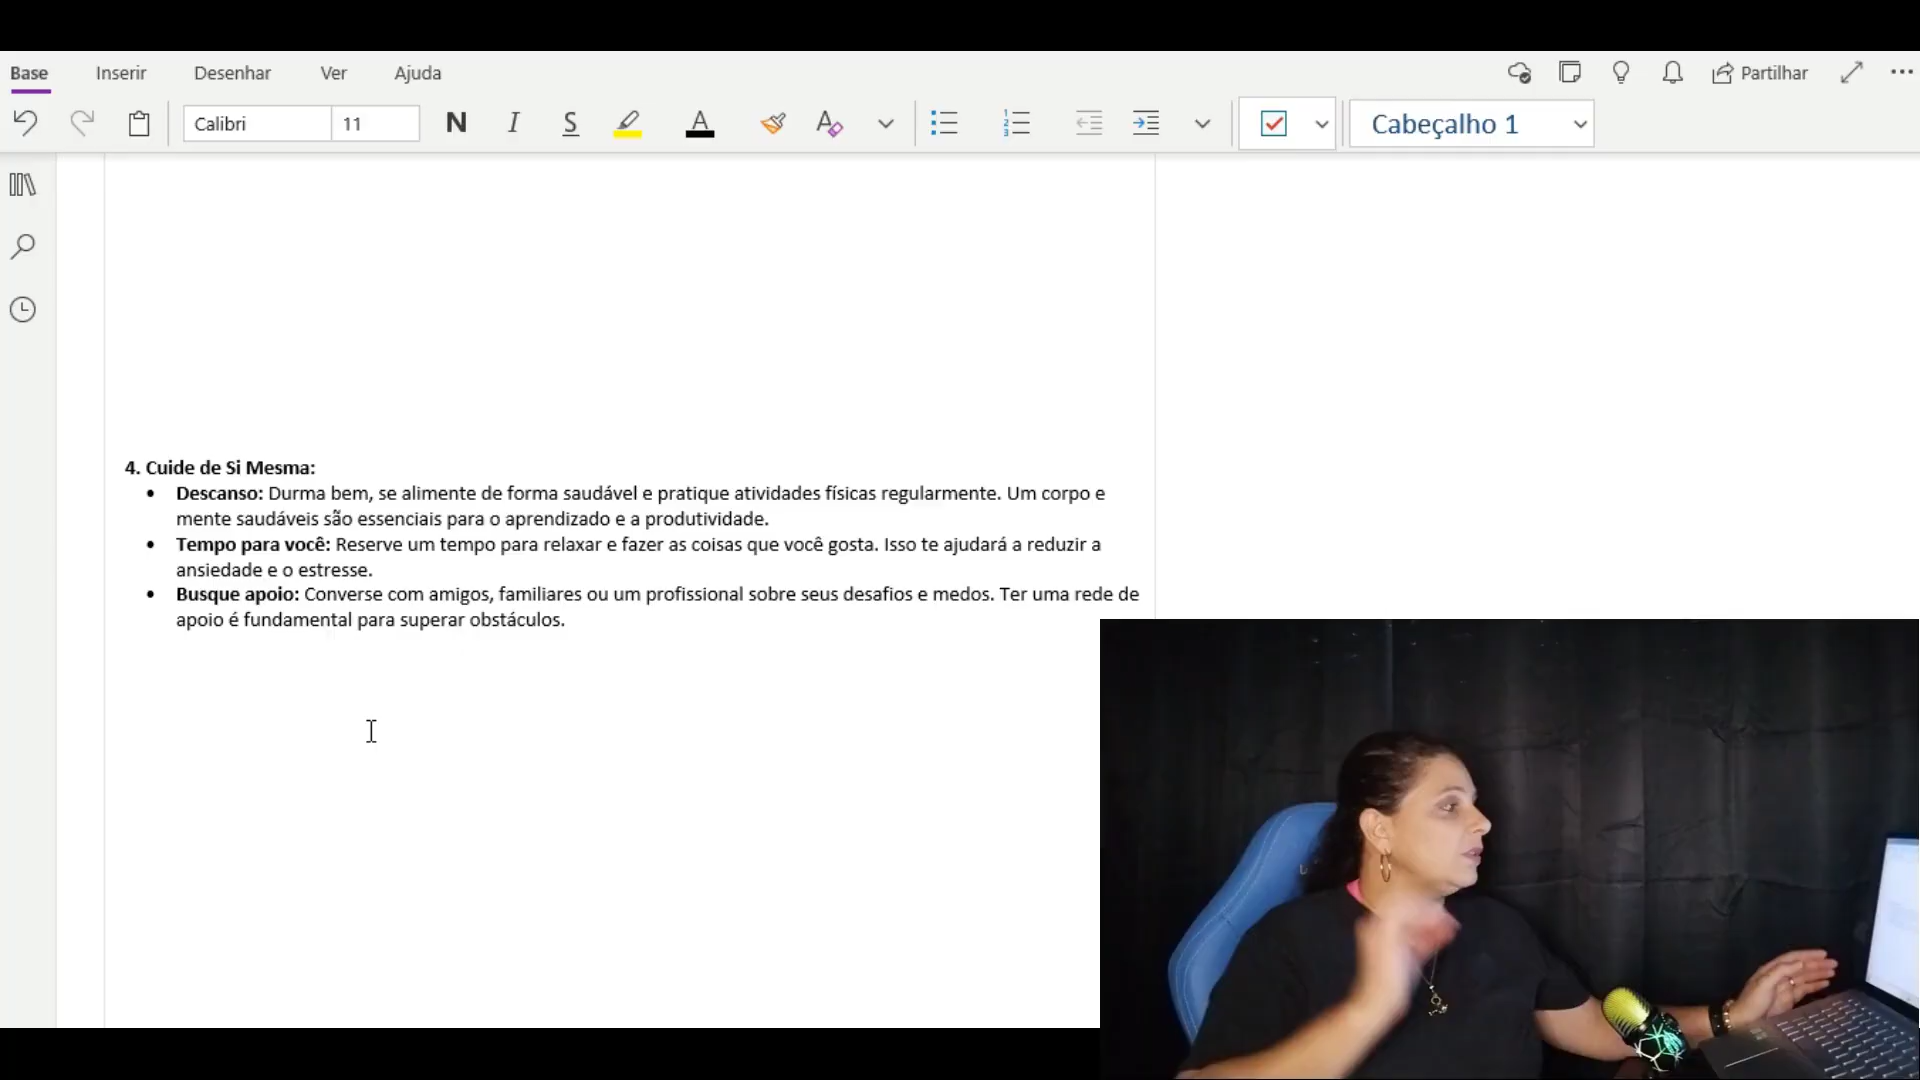 Base Inserir Desenhar Ver Ajuda Partilhar
Calibri 11 N I S A A Cabeçalho 1
4. Cuide de Si Mesma:
• Descanso: Durma bem, se alimente de forma saudável e pratique atividades físicas regularmente. Um corpo e
mente saudáveis são essenciais para o aprendizado e a produtividade.
• Tempo para você: Reserve um tempo para relaxar e fazer as coisas que você gosta. Isso te ajudará a reduzir a
ansiedade e o estresse.
• Busque apoio: Converse com amigos, familiares ou um profissional sobre seus desafios e medos. Ter uma rede de
apoio é fundamental para superar obstáculos.